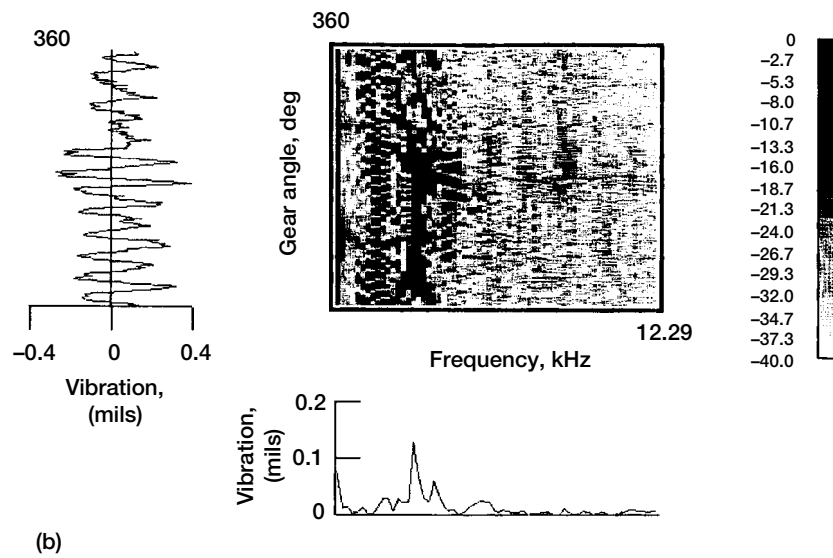 360
−0.4 0 0.4
Vibration,
(mils)
360
Gear angle, deg
12.29
Frequency, kHz
0
−2.7
−5.3
−8.0
−10.7
−13.3
−16.0
−18.7
−21.3
−24.0
−26.7
−29.3
−32.0
−34.7
−37.3
−40.0
Vibration,
(mils)
0.2
0.1
0
(b)